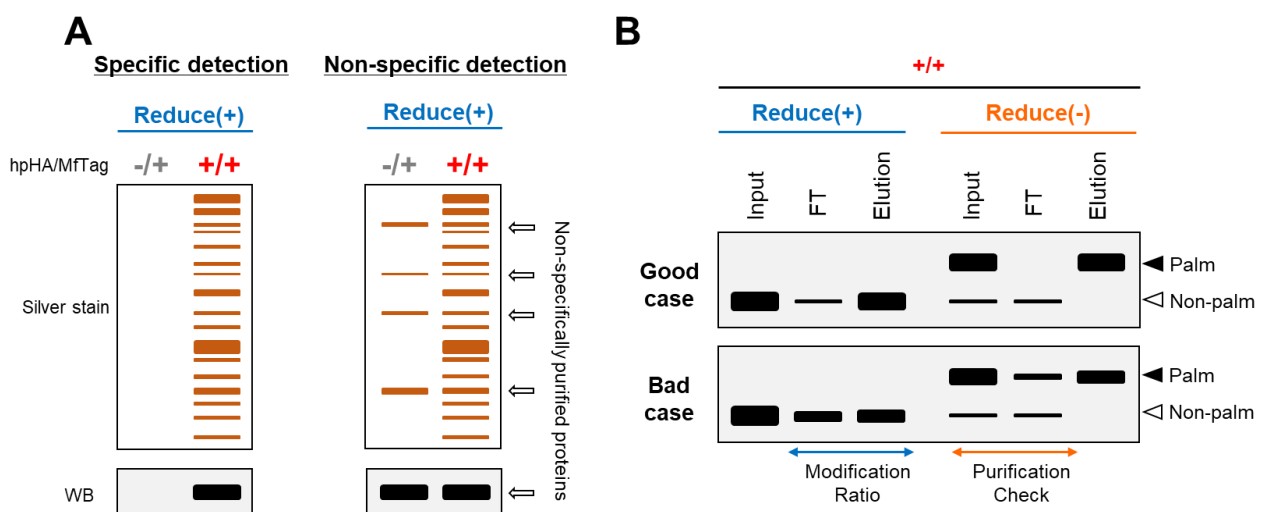 A
Specific detection
Non-specific detection
Reduce(+)
Reduce(+)
hpHA/MfTag
-/+
+/+
-/+
+/+
Silver stain
Non-specifically purified proteins
WB
B
+/+
Reduce(+)
Reduce(-)
Input
FT
Elution
Input
FT
Elution
Good
case
Palm
Non-palm
Bad
case
Palm
Non-palm
Modification
Ratio
Purification
Check